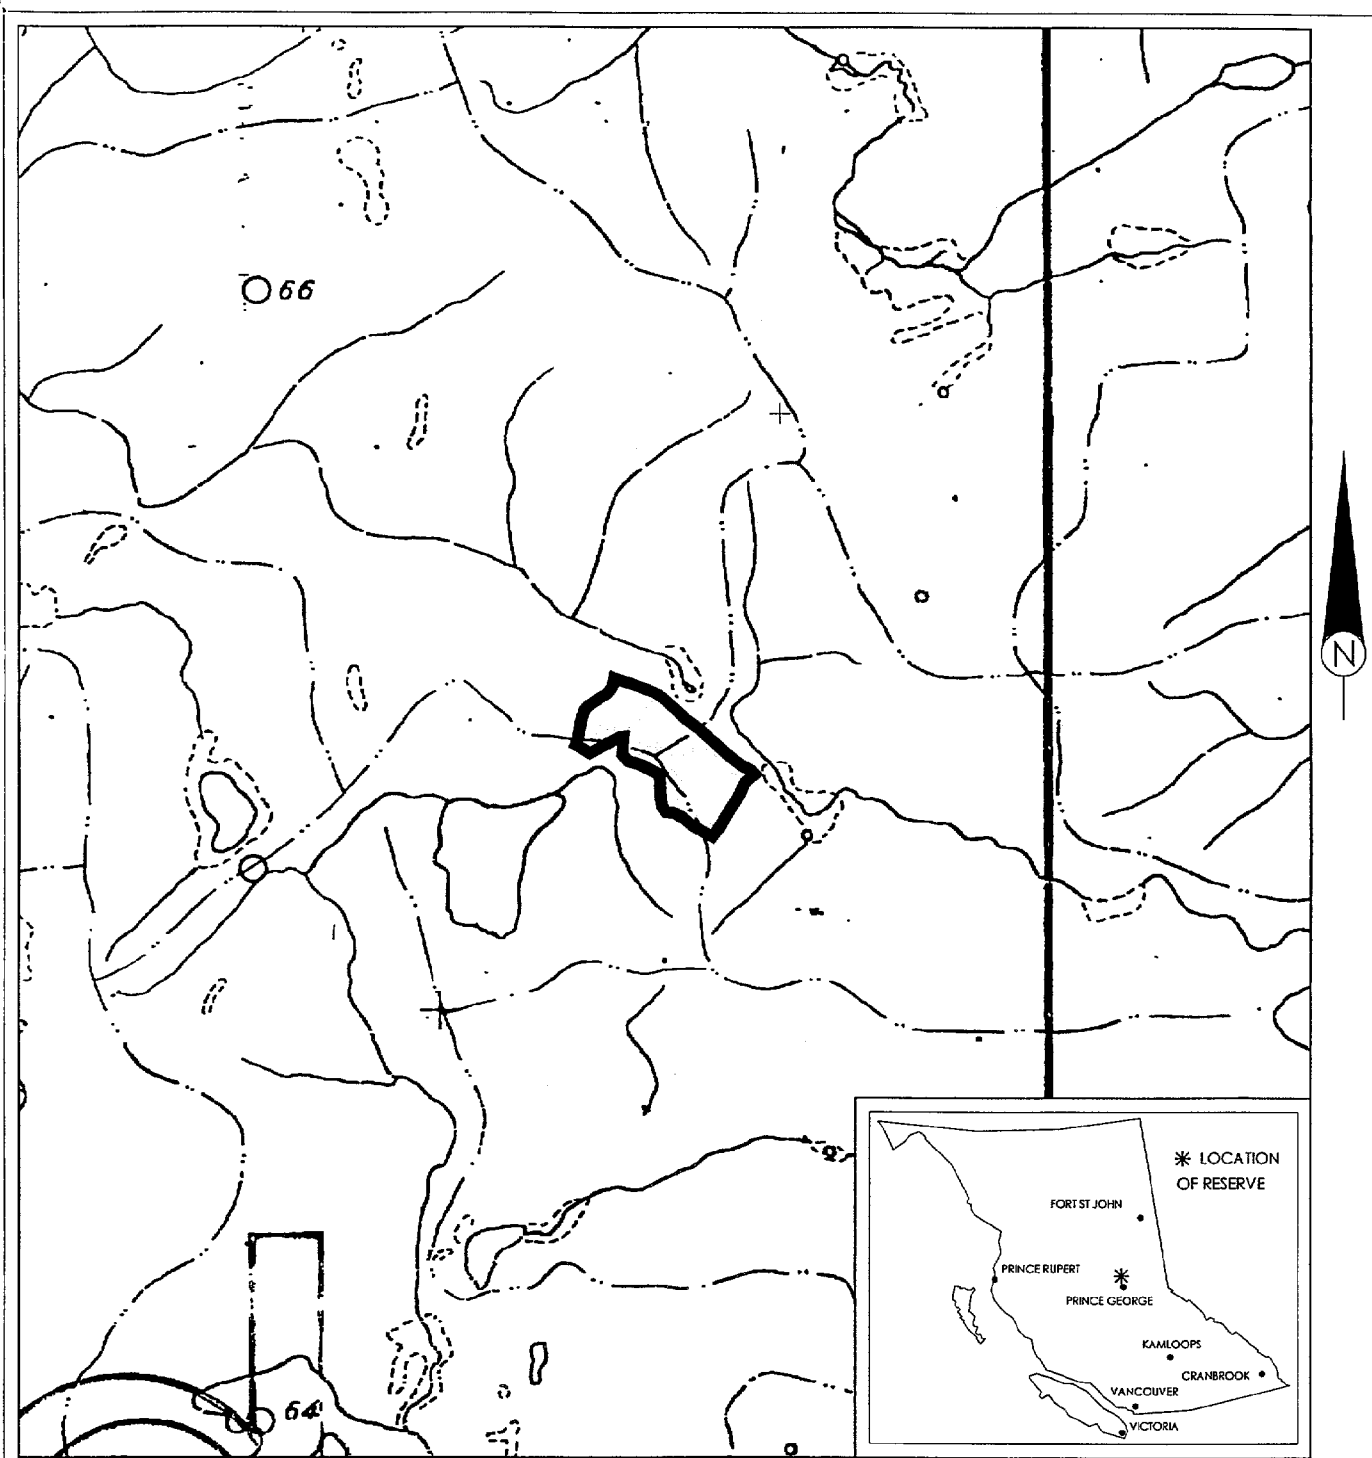 66
N
64
✳ LOCATION
OF RESERVE
FORT ST JOHN
PRINCE RUPERT
PRINCE GEORGE
KAMLOOPS
CRANBROOK
VANCOUVER
VICTORIA